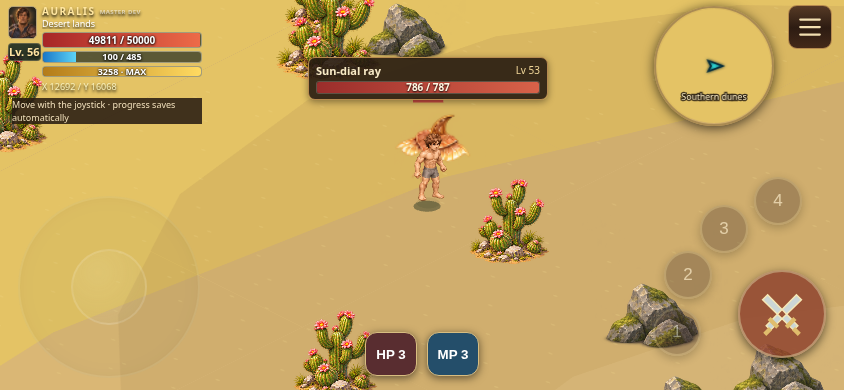 AURALIS MASTER DEV
Desert lands
49811 / 50000
Lv. 56
100 / 485
3258 · MAX
X 12692 / Y 16068
Move with the joystick · progress saves
automatically
Sun-dial ray Lv 53
786 / 787
Southern dunes
4
3
2
1
HP 3
MP 3